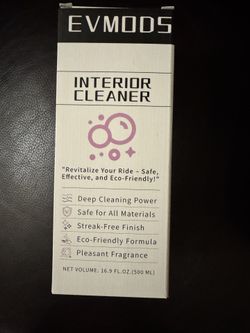 EVMODS
INTERIOR
CLEANER
"Revitalize Your Ride – Safe,
Effective, and Eco-Friendly!"
Deep Cleaning Power
Safe for All Materials
Streak-Free Finish
Eco-Friendly Formula
Pleasant Fragrance
NET VOLUME: 16.9 FL.OZ.(500 ML)